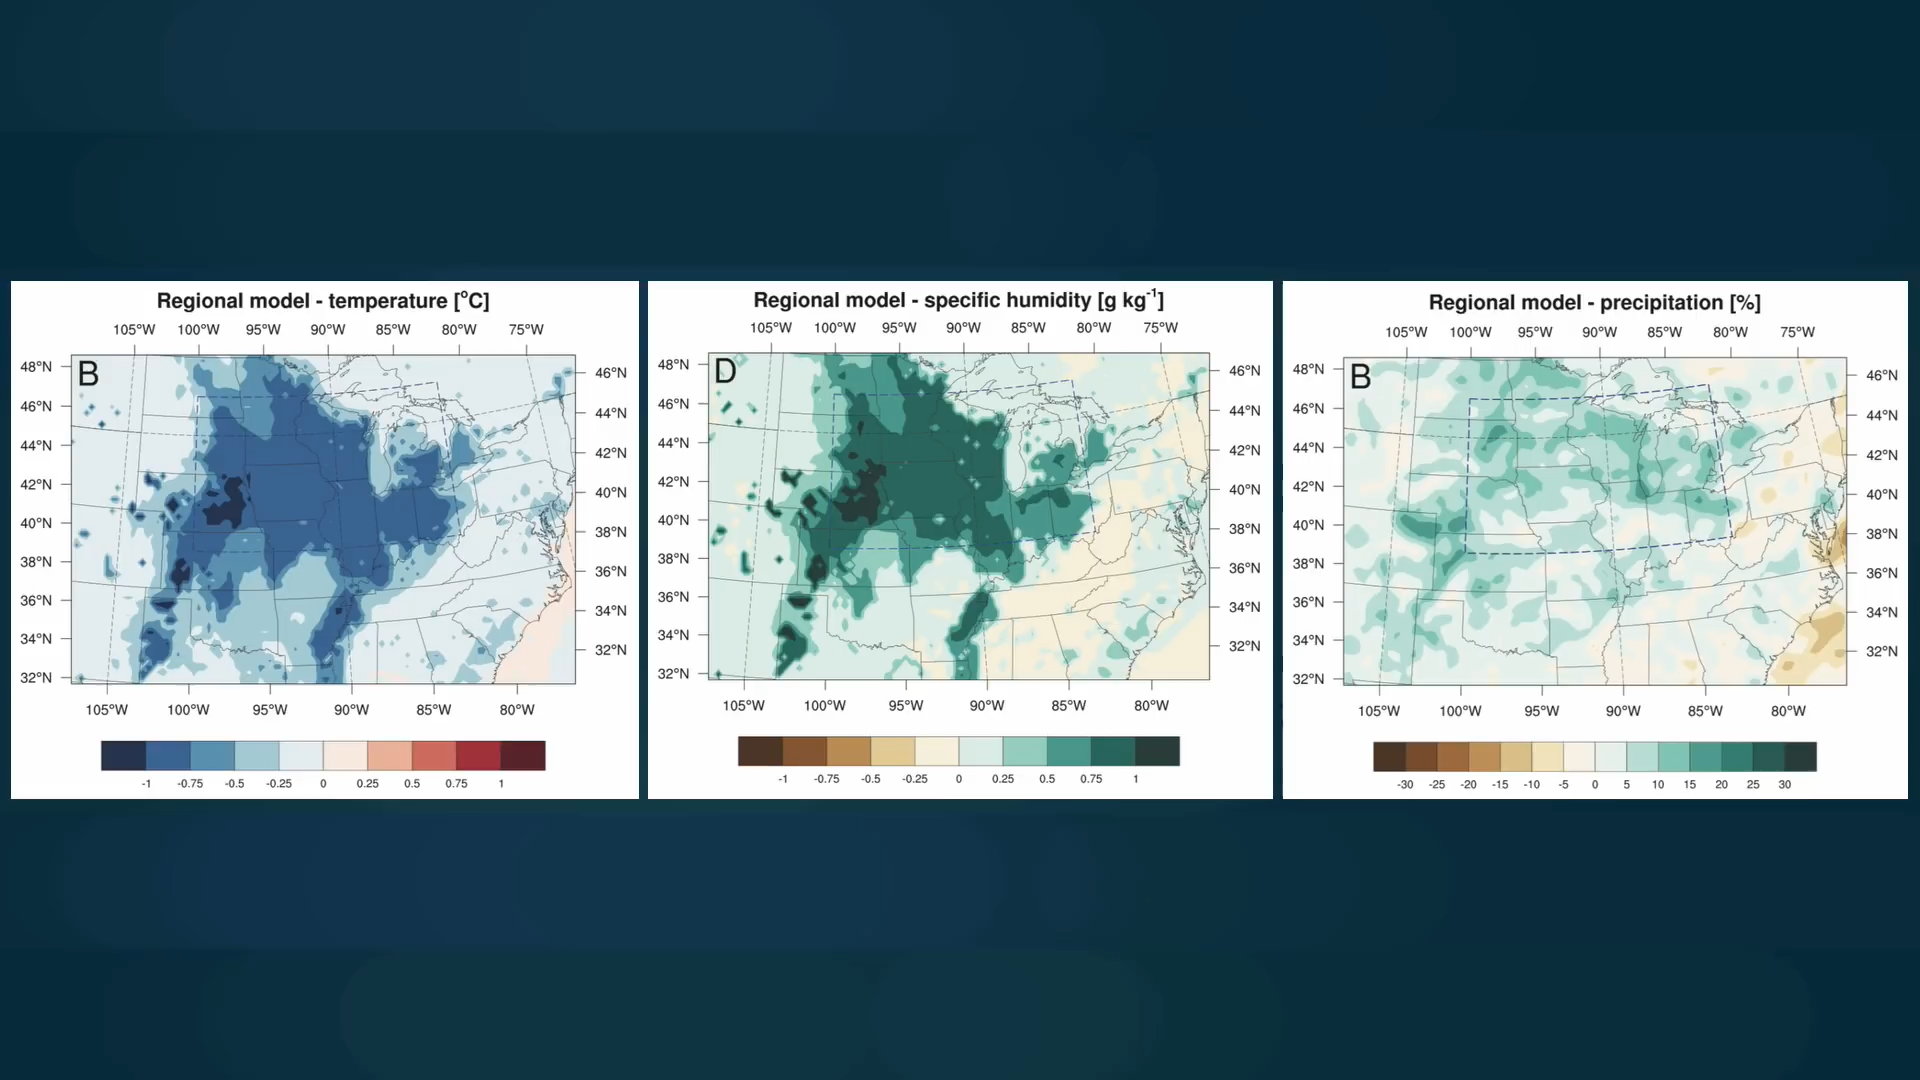 Regional model - temperature [°C]
105°W 100°W 95°W 90°W 85°W 80°W 75°W
B
48°N
46°N
44°N
42°N
40°N
38°N
36°N
34°N
32°N
46°N
44°N
42°N
40°N
38°N
36°N
34°N
32°N
105°W 100°W 95°W 90°W 85°W 80°W
-1 -0.75 -0.5 -0.25 0 0.25 0.5 0.75 1
Regional model - specific humidity [g kg⁻¹]
105°W 100°W 95°W 90°W 85°W 80°W 75°W
D
48°N
46°N
44°N
42°N
40°N
38°N
36°N
34°N
32°N
46°N
44°N
42°N
40°N
38°N
36°N
34°N
32°N
105°W 100°W 95°W 90°W 85°W 80°W
-1 -0.75 -0.5 -0.25 0 0.25 0.5 0.75 1
Regional model - precipitation [%]
105°W 100°W 95°W 90°W 85°W 80°W 75°W
B
48°N
46°N
44°N
42°N
40°N
38°N
36°N
34°N
32°N
46°N
44°N
42°N
40°N
38°N
36°N
34°N
32°N
105°W 100°W 95°W 90°W 85°W 80°W
-30 -25 -20 -15 -10 -5 0 5 10 15 20 25 30